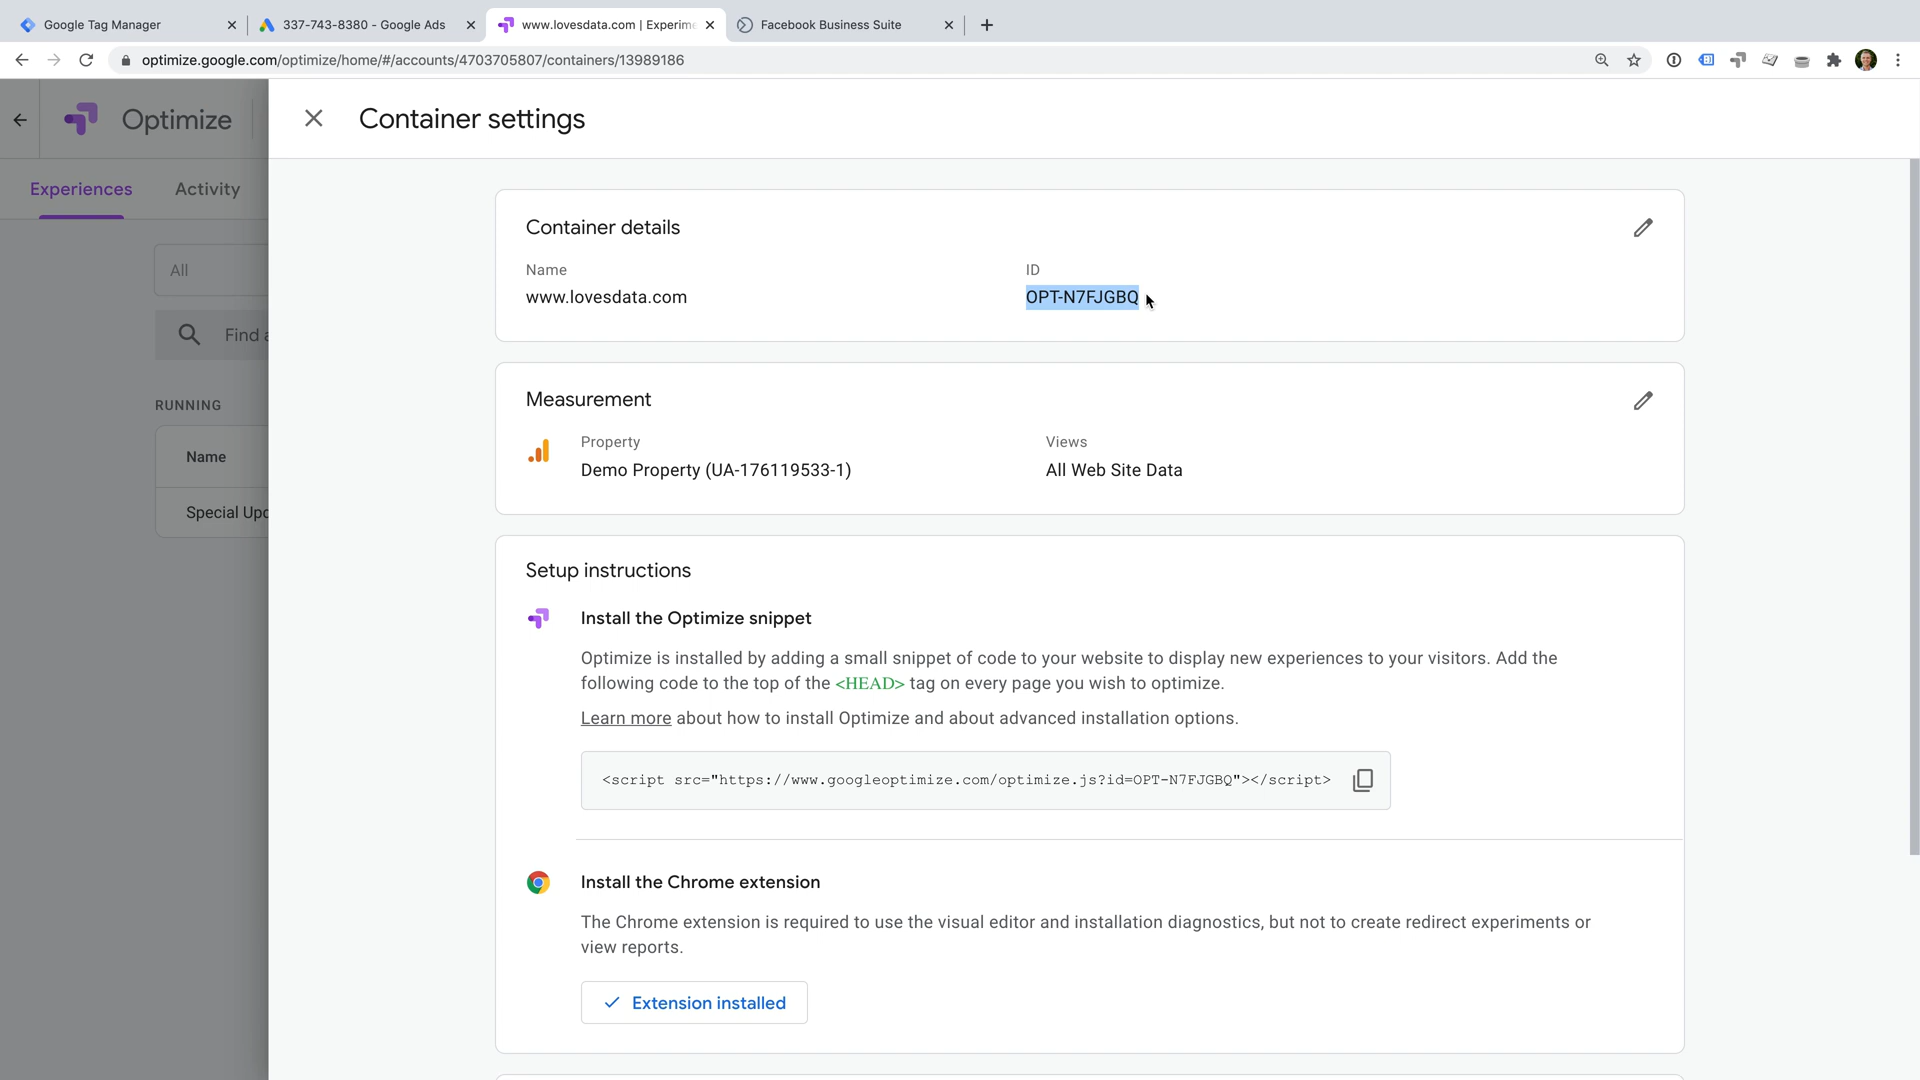 Google Tag Manager
337-743-8380 - Google Ads
www.lovesdata.com | Experime
Facebook Business Suite
optimize.google.com/optimize/home/#/accounts/4703705807/containers/13989186
Optimize
Container settings
Experiences
Activity
All
Find a
RUNNING
Name
Special Upd
Container details
Name
ID
www.lovesdata.com
OPT-N7FJGBQ
Measurement
Property
Views
Demo Property (UA-176119533-1)
All Web Site Data
Setup instructions
Install the Optimize snippet
Optimize is installed by adding a small snippet of code to your website to display new experiences to your visitors. Add the
following code to the top of the <HEAD> tag on every page you wish to optimize.
Learn more about how to install Optimize and about advanced installation options.
<script src="https://www.googleoptimize.com/optimize.js?id=OPT-N7FJGBQ"></script>
Install the Chrome extension
The Chrome extension is required to use the visual editor and installation diagnostics, but not to create redirect experiments or
view reports.
Extension installed